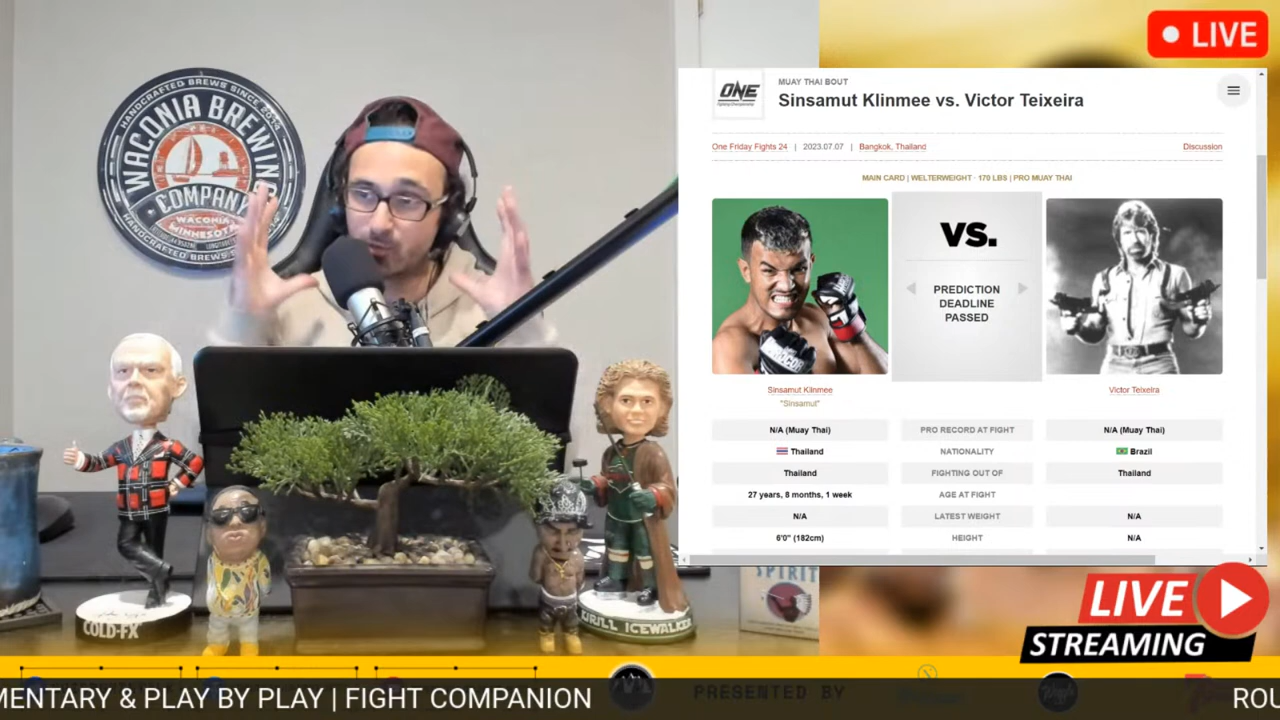 LIVE
HANDCRAFTED BREWS SINCE 2013
WACONIA BREWING
COMPANY
WACONIA
MINNESOTA
HANDCRAFTED BREWS
COLD-FX
SPIRIT
ONE
MUAY THAI BOUT
Sinsamut Klinmee vs. Victor Teixeira
One Friday Fights 24 | 2023.07.07 | Bangkok, Thailand
Discussion
MAIN CARD | WELTERWEIGHT · 170 LBS | PRO MUAY THAI
VS.
PREDICTION
DEADLINE
PASSED
Sinsamut Klinmee
"Sinsamut"
Victor Teixeira
N/A (Muay Thai) PRO RECORD AT FIGHT N/A (Muay Thai)
Thailand NATIONALITY Brazil
Thailand FIGHTING OUT OF Thailand
27 years, 8 months, 1 week AGE AT FIGHT
N/A LATEST WEIGHT N/A
6'0" (182cm) HEIGHT N/A
LIVE
STREAMING
PRESENTED BY
MENTARY & PLAY BY PLAY | FIGHT COMPANION
ROU